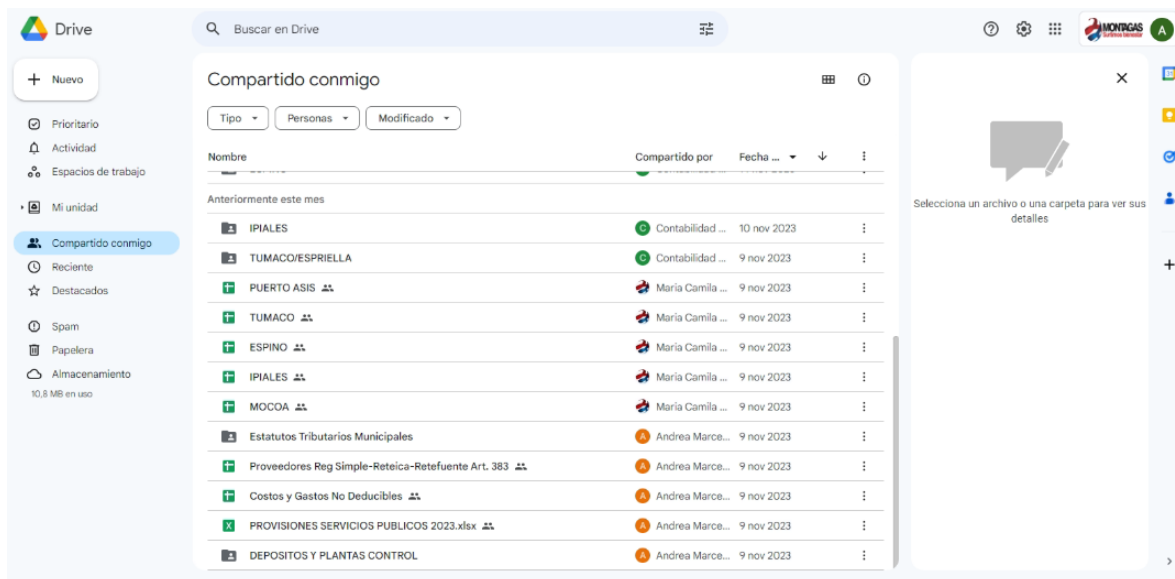 Drive
Buscar en Drive
MONTAGAS
A
Nuevo
Prioritario
Actividad
Espacios de trabajo
Mi unidad
Compartido conmigo
Reciente
Destacados
Spam
Papelera
Almacenamiento
10,8 MB en uso
Compartido conmigo
Tipo
Personas
Modificado
Nombre Compartido por Fecha ...
Anteriormente este mes
IPIALES C Contabilidad ... 10 nov 2023
TUMACO/ESPRIELLA C Contabilidad ... 9 nov 2023
PUERTO ASIS Maria Camila ... 9 nov 2023
TUMACO Maria Camila ... 9 nov 2023
ESPINO Maria Camila ... 9 nov 2023
IPIALES Maria Camila ... 9 nov 2023
MOCOA Maria Camila ... 9 nov 2023
Estatutos Tributarios Municipales A Andrea Marce... 9 nov 2023
Proveedores Reg Simple-Reteica-Retefuente Art. 383 A Andrea Marce... 9 nov 2023
Costos y Gastos No Deducibles A Andrea Marce... 9 nov 2023
X PROVISIONES SERVICIOS PUBLICOS 2023.xlsx A Andrea Marce... 9 nov 2023
DEPOSITOS Y PLANTAS CONTROL A Andrea Marce... 9 nov 2023
Selecciona un archivo o una carpeta para ver sus
detalles